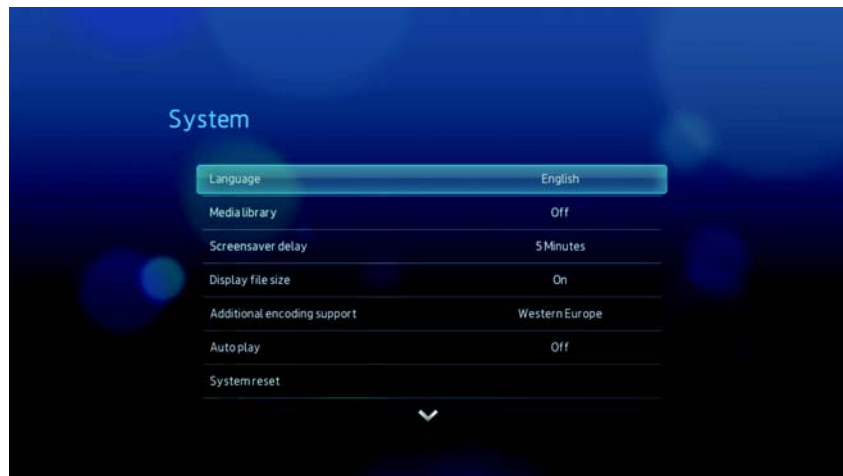 System
Language English
Media library Off
Screensaver delay 5 Minutes
Display file size On
Additional encoding support Western Europe
Auto play Off
System reset